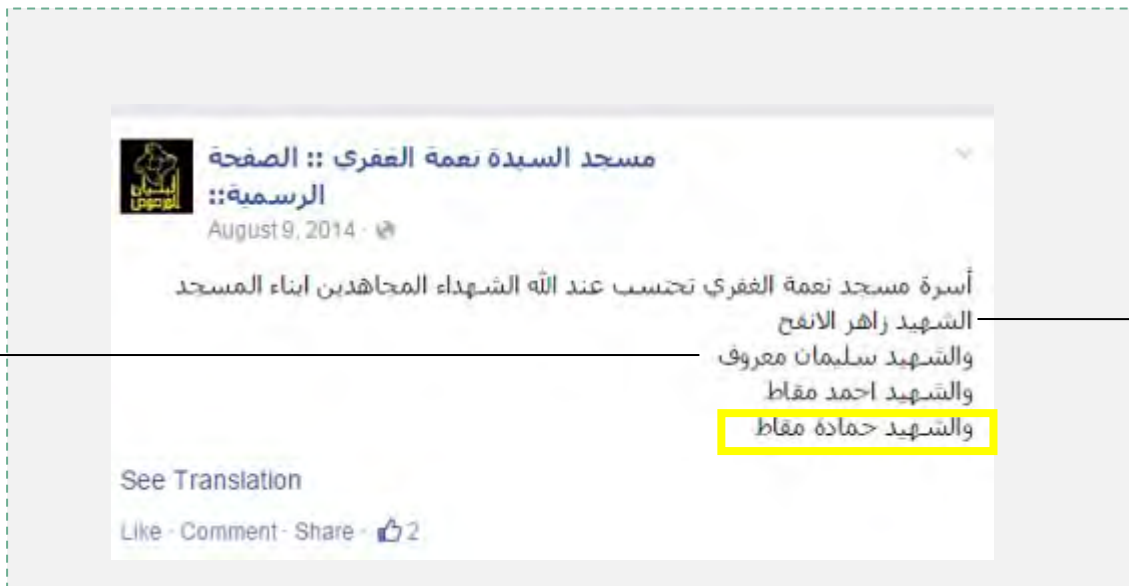 مسجد السيدة نعمة الغفري :: الصفحة
الرسمية::
البنيان
المرصوص
August 9, 2014
أسرة مسجد نعمة الغفري تحتسب عند الله الشهداء المجاهدين ابناء المسجد
الشهيد زاهر الانفح
والشهيد سليمان معروف
والشهيد احمد مقاط
والشهيد حمادة مقاط
See Translation
Like · Comment · Share · 2